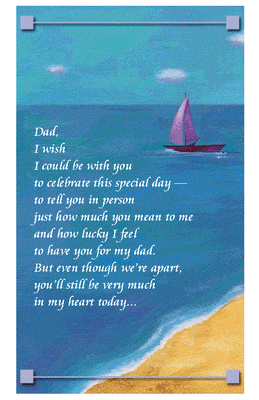 Dad,
I wish
I could be with you
to celebrate this special day —
to tell you in person
just how much you mean to me
and how lucky I feel
to have you for my dad.
But even though we're apart,
you'll still be very much
in my heart today...